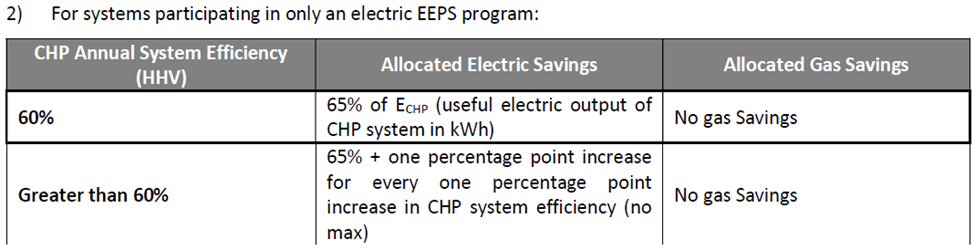 2) For systems participating in only an electric EEPS program:
CHP Annual System Efficiency
(HHV)
Allocated Electric Savings
Allocated Gas Savings
60%
65% of ECHP (useful electric output of
CHP system in kWh)
No gas Savings
Greater than 60%
65% + one percentage point increase
for every one percentage point
increase in CHP system efficiency (no
max)
No gas Savings